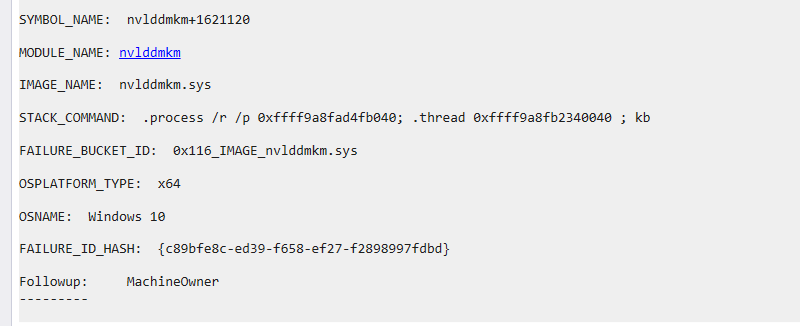 SYMBOL_NAME:  nvlddmkm+1621120
MODULE_NAME: nvlddmkm
IMAGE_NAME:  nvlddmkm.sys
STACK_COMMAND:  .process /r /p 0xffff9a8fad4fb040; .thread 0xffff9a8fb2340040 ; kb
FAILURE_BUCKET_ID:  0x116_IMAGE_nvlddmkm.sys
OSPLATFORM_TYPE:  x64
OSNAME:  Windows 10
FAILURE_ID_HASH:  {c89bfe8c-ed39-f658-ef27-f2898997fdbd}
Followup:     MachineOwner
---------